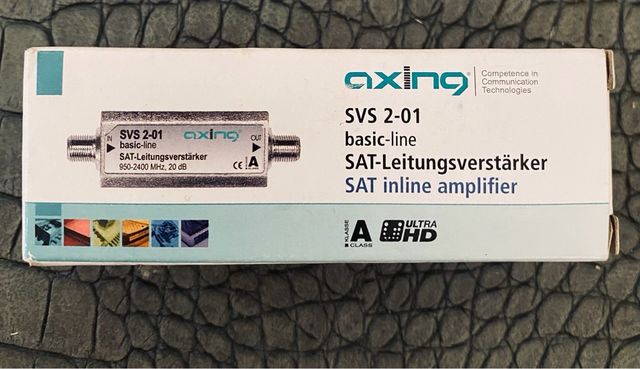 axing
Competence in
Communication
Technologies
SVS 2-01
basic-line
SAT-Leitungsverstärker
SAT inline amplifier
IN
SVS 2-01
basic-line
axing
OUT
SAT-Leitungsverstärker
950-2400 MHz, 20 dB
CE
A
KLASSE
A
CLASS
ULTRA
HD